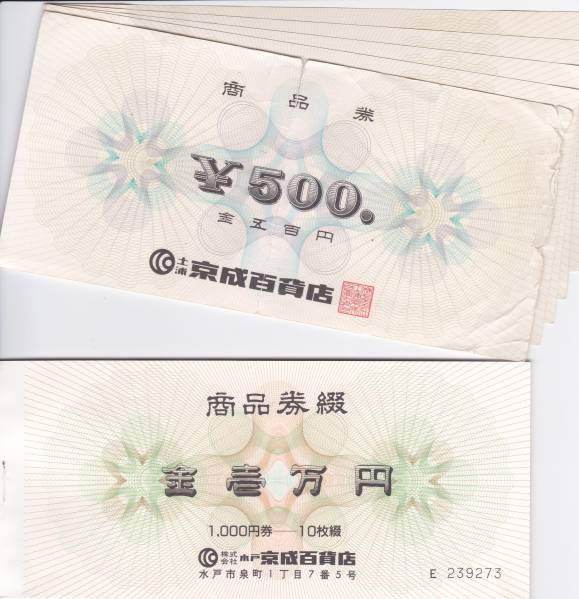 商品券
¥500.
金五百円
土浦 京成百貨店
商品券綴
金壱万円
1,000円券──10枚綴
株式会社 水戸 京成百貨店
水戸市泉町1丁目7番5号
E 239273